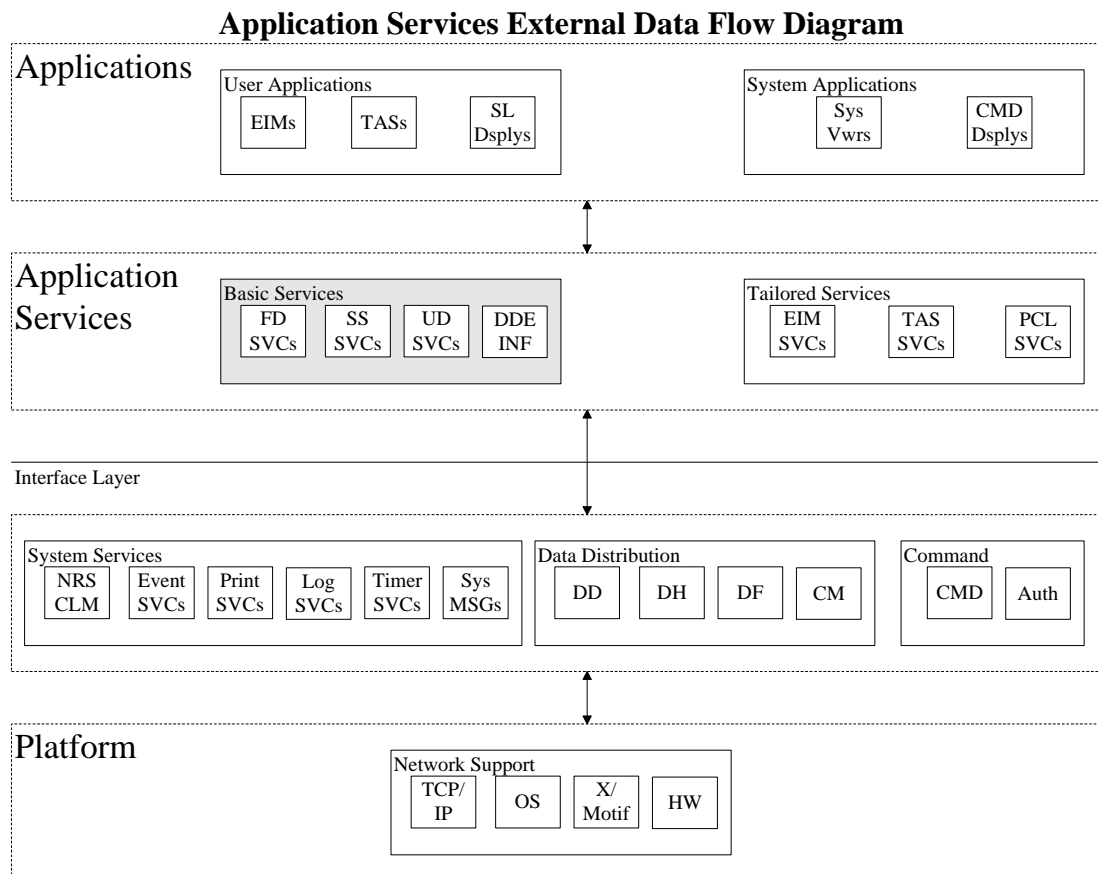 Application Services External Data Flow Diagram
Applications
User Applications
EIMs
TASs
SL
Dsplys
System Applications
Sys
Vwrs
CMD
Dsplys
Application
Services
Basic Services
FD
SVCs
SS
SVCs
UD
SVCs
DDE
INF
Tailored Services
EIM
SVCs
TAS
SVCs
PCL
SVCs
Interface Layer
System Services
NRS
CLM
Event
SVCs
Print
SVCs
Log
SVCs
Timer
SVCs
Sys
MSGs
Data Distribution
DD
DH
DF
CM
Command
CMD
Auth
Platform
Network Support
TCP/
IP
OS
X/
Motif
HW